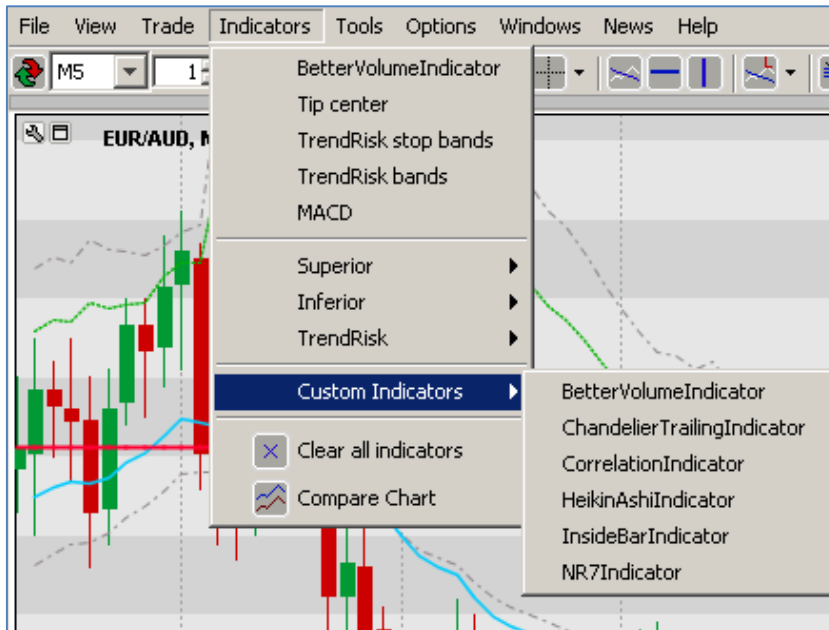 File View Trade Indicators Tools Options Windows News Help
M5 1
EUR/AUD,
BetterVolumeIndicator
Tip center
TrendRisk stop bands
TrendRisk bands
MACD
Superior
Inferior
TrendRisk
Custom Indicators
Clear all indicators
Compare Chart
BetterVolumeIndicator
ChandelierTrailingIndicator
CorrelationIndicator
HeikinAshiIndicator
InsideBarIndicator
NR7Indicator